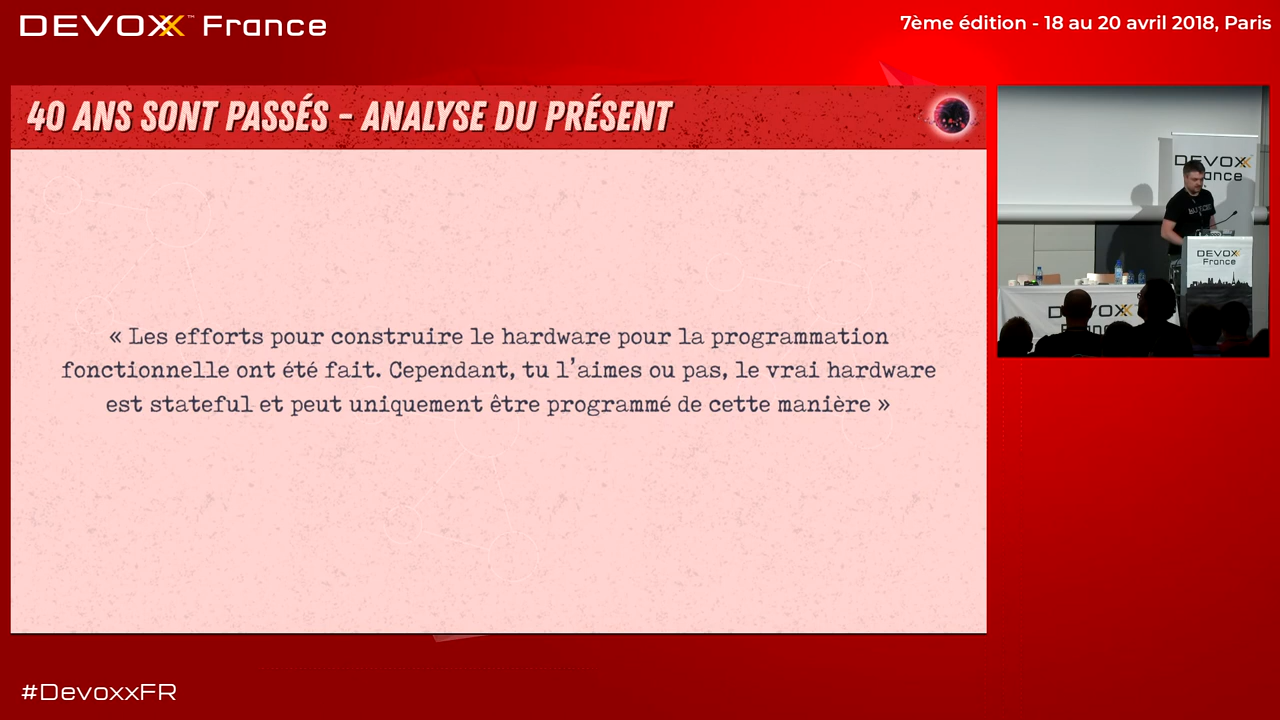 DEVOXX™ France
7ème édition - 18 au 20 avril 2018, Paris
40 ANS SONT PASSÉS - ANALYSE DU PRÉSENT
« Les efforts pour construire le hardware pour la programmation
fonctionnelle ont été fait. Cependant, tu l'aimes ou pas, le vrai hardware
est stateful et peut uniquement être programmé de cette manière »
DEVOXX
France
DEVOXX
France
DEVOXX
France
#DevoxxFR